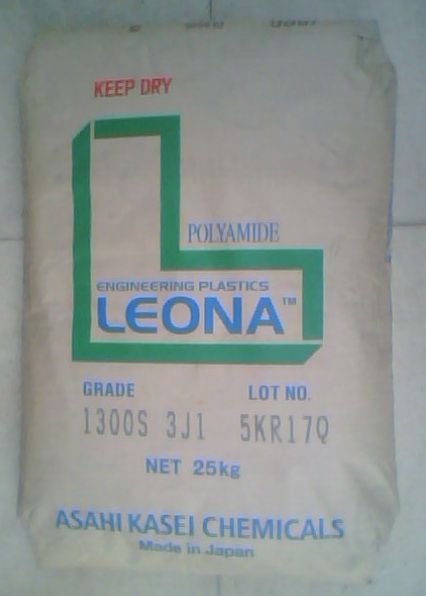 KEEP DRY
POLYAMIDE
ENGINEERING PLASTICS
LEONA™
GRADE LOT NO.
1300S 3J1 5KR17Q
NET 25kg
ASAHI KASEI CHEMICALS
Made in Japan